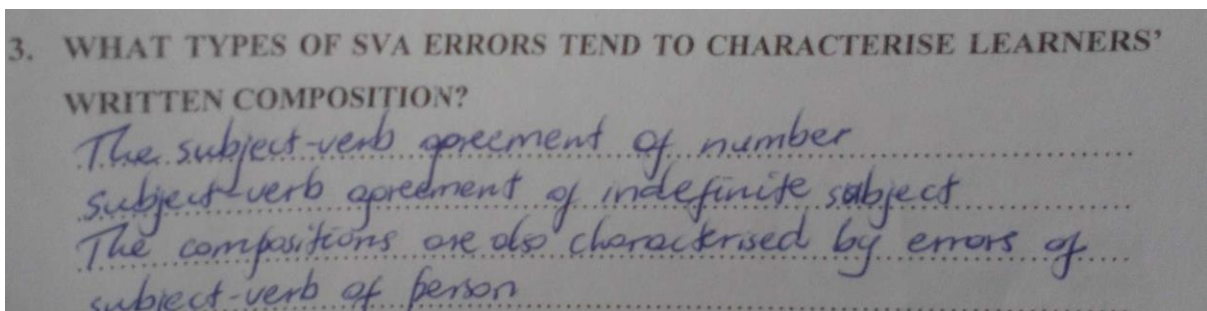 3. WHAT TYPES OF SVA ERRORS TEND TO CHARACTERISE LEARNERS'
WRITTEN COMPOSITION?
The subject-verb agreement of number
subject-verb agreement of indefinite subject
The compositions are also characterised by errors of
subject-verb of person